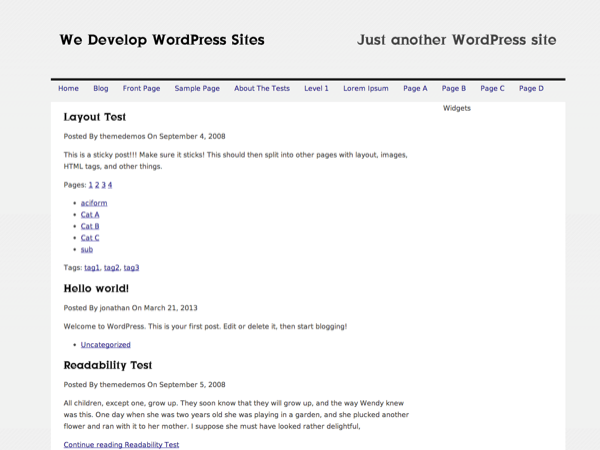 We Develop WordPress Sites
Just another WordPress site
Home Blog Front Page Sample Page About The Tests Level 1 Lorem Ipsum Page A Page B Page C Page D
Layout Test
Posted By themedemos On September 4, 2008
This is a sticky post!!! Make sure it sticks! This should then split into other pages with layout, images,
HTML tags, and other things.
Pages: 1 2 3 4
aciform
Cat A
Cat B
Cat C
sub
Tags: tag1, tag2, tag3
Hello world!
Posted By jonathan On March 21, 2013
Welcome to WordPress. This is your first post. Edit or delete it, then start blogging!
Uncategorized
Readability Test
Posted By themedemos On September 5, 2008
All children, except one, grow up. They soon know that they will grow up, and the way Wendy knew
was this. One day when she was two years old she was playing in a garden, and she plucked another
flower and ran with it to her mother. I suppose she must have looked rather delightful,
Continue reading Readability Test
Widgets